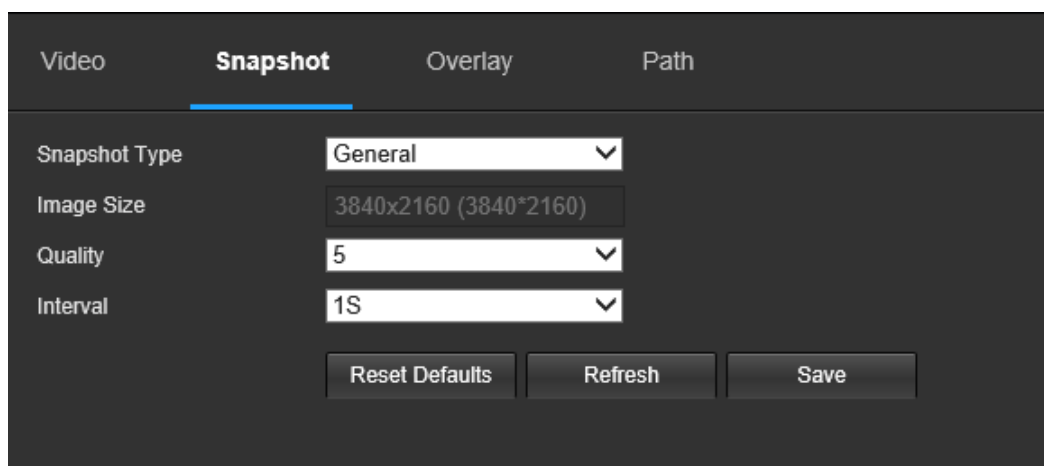 Video Snapshot Overlay Path
Snapshot Type General
Image Size 3840x2160 (3840*2160)
Quality 5
Interval 1S
Reset Defaults Refresh Save